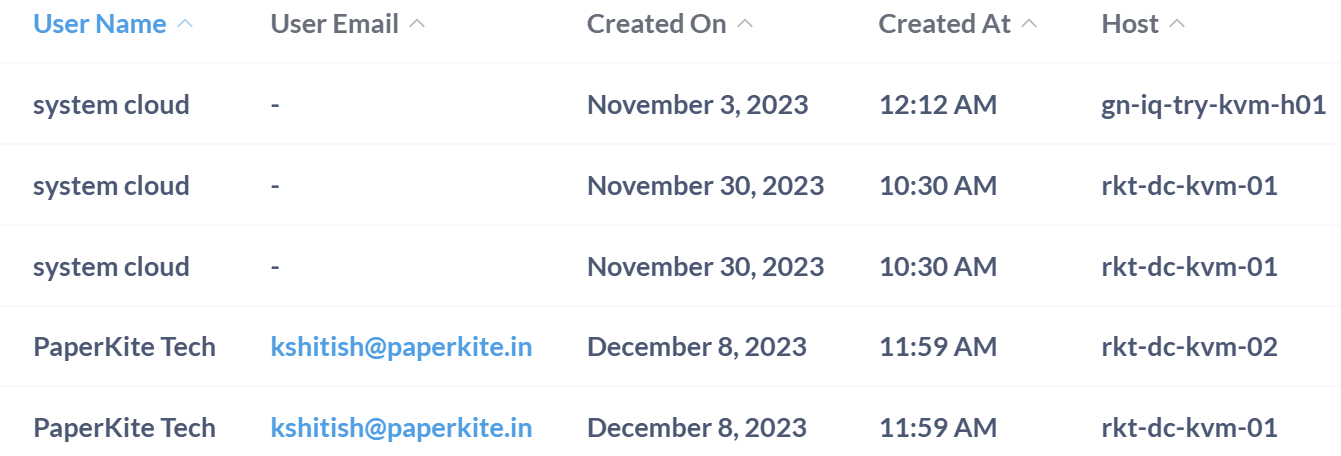 User Name User Email Created On Created At Host
system cloud - November 3, 2023 12:12 AM gn-iq-try-kvm-h01
system cloud - November 30, 2023 10:30 AM rkt-dc-kvm-01
system cloud - November 30, 2023 10:30 AM rkt-dc-kvm-01
PaperKite Tech kshitish@paperkite.in December 8, 2023 11:59 AM rkt-dc-kvm-02
PaperKite Tech kshitish@paperkite.in December 8, 2023 11:59 AM rkt-dc-kvm-01